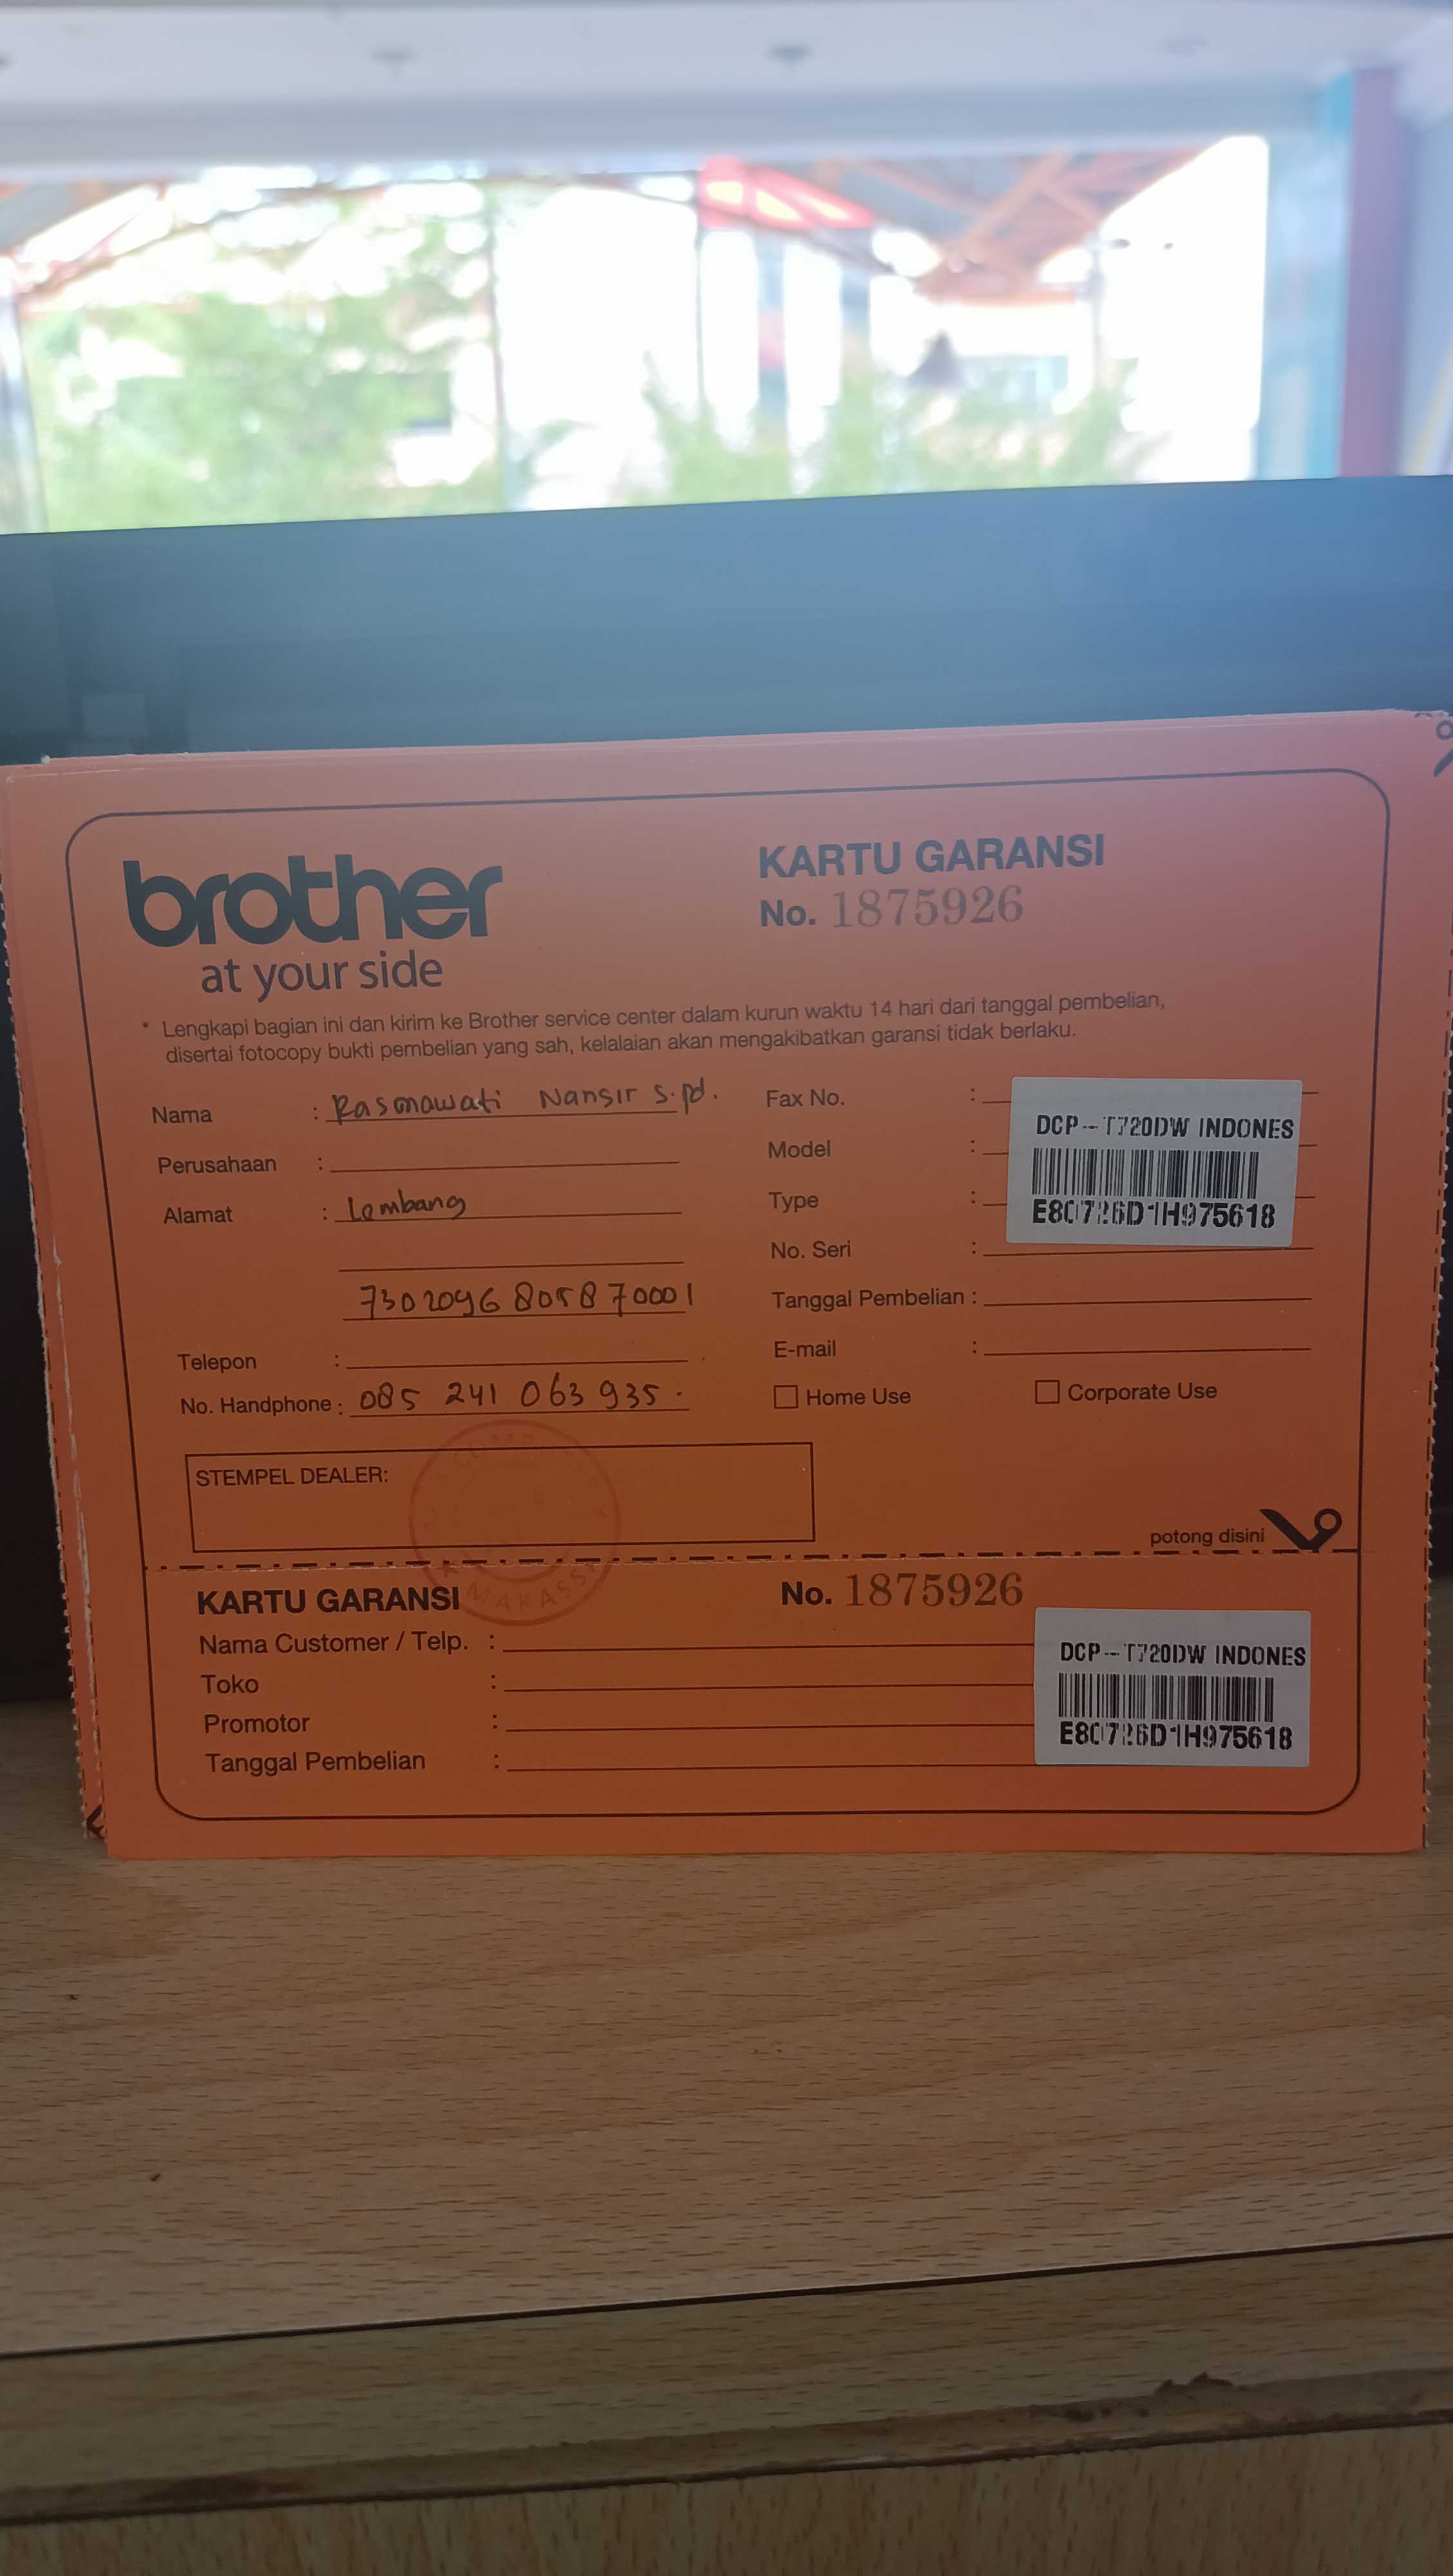 brother
at your side
KARTU GARANSI
No. 1875926
* Lengkapi bagian ini dan kirim ke Brother service center dalam kurun waktu 14 hari dari tanggal pembelian,
disertai fotocopy bukti pembelian yang sah, kelalaian akan mengakibatkan garansi tidak berlaku.
Nama : Rasmawati Nansir S.pd.
Perusahaan :
Alamat : Lembang
7302096805870001
Telepon :
No. Handphone : 085 241 063 935.
Fax No. :
Model :
Type :
No. Seri :
Tanggal Pembelian :
E-mail :
Home Use
Corporate Use
DCP-T720DW INDONES
E80726D1H975618
STEMPEL DEALER:
potong disini
KARTU GARANSI
No. 1875926
Nama Customer / Telp. :
Toko :
Promotor :
Tanggal Pembelian :
DCP-T720DW INDONES
E80726D1H975618